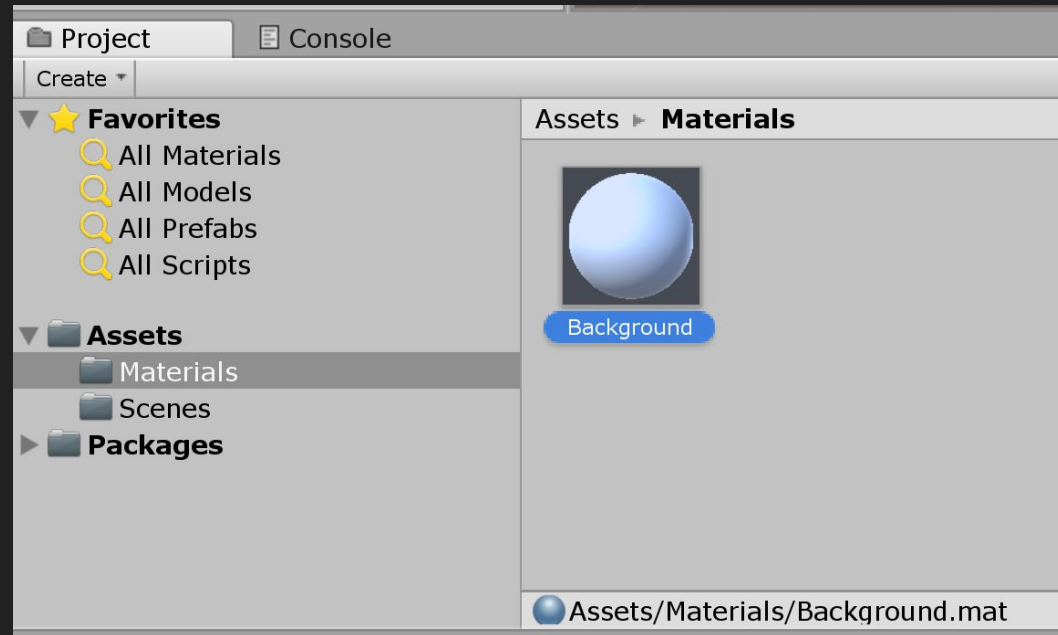 Project
Console
Create
Favorites
All Materials
All Models
All Prefabs
All Scripts
Assets
Materials
Scenes
Packages
Assets Materials
Background
Assets/Materials/Background.mat